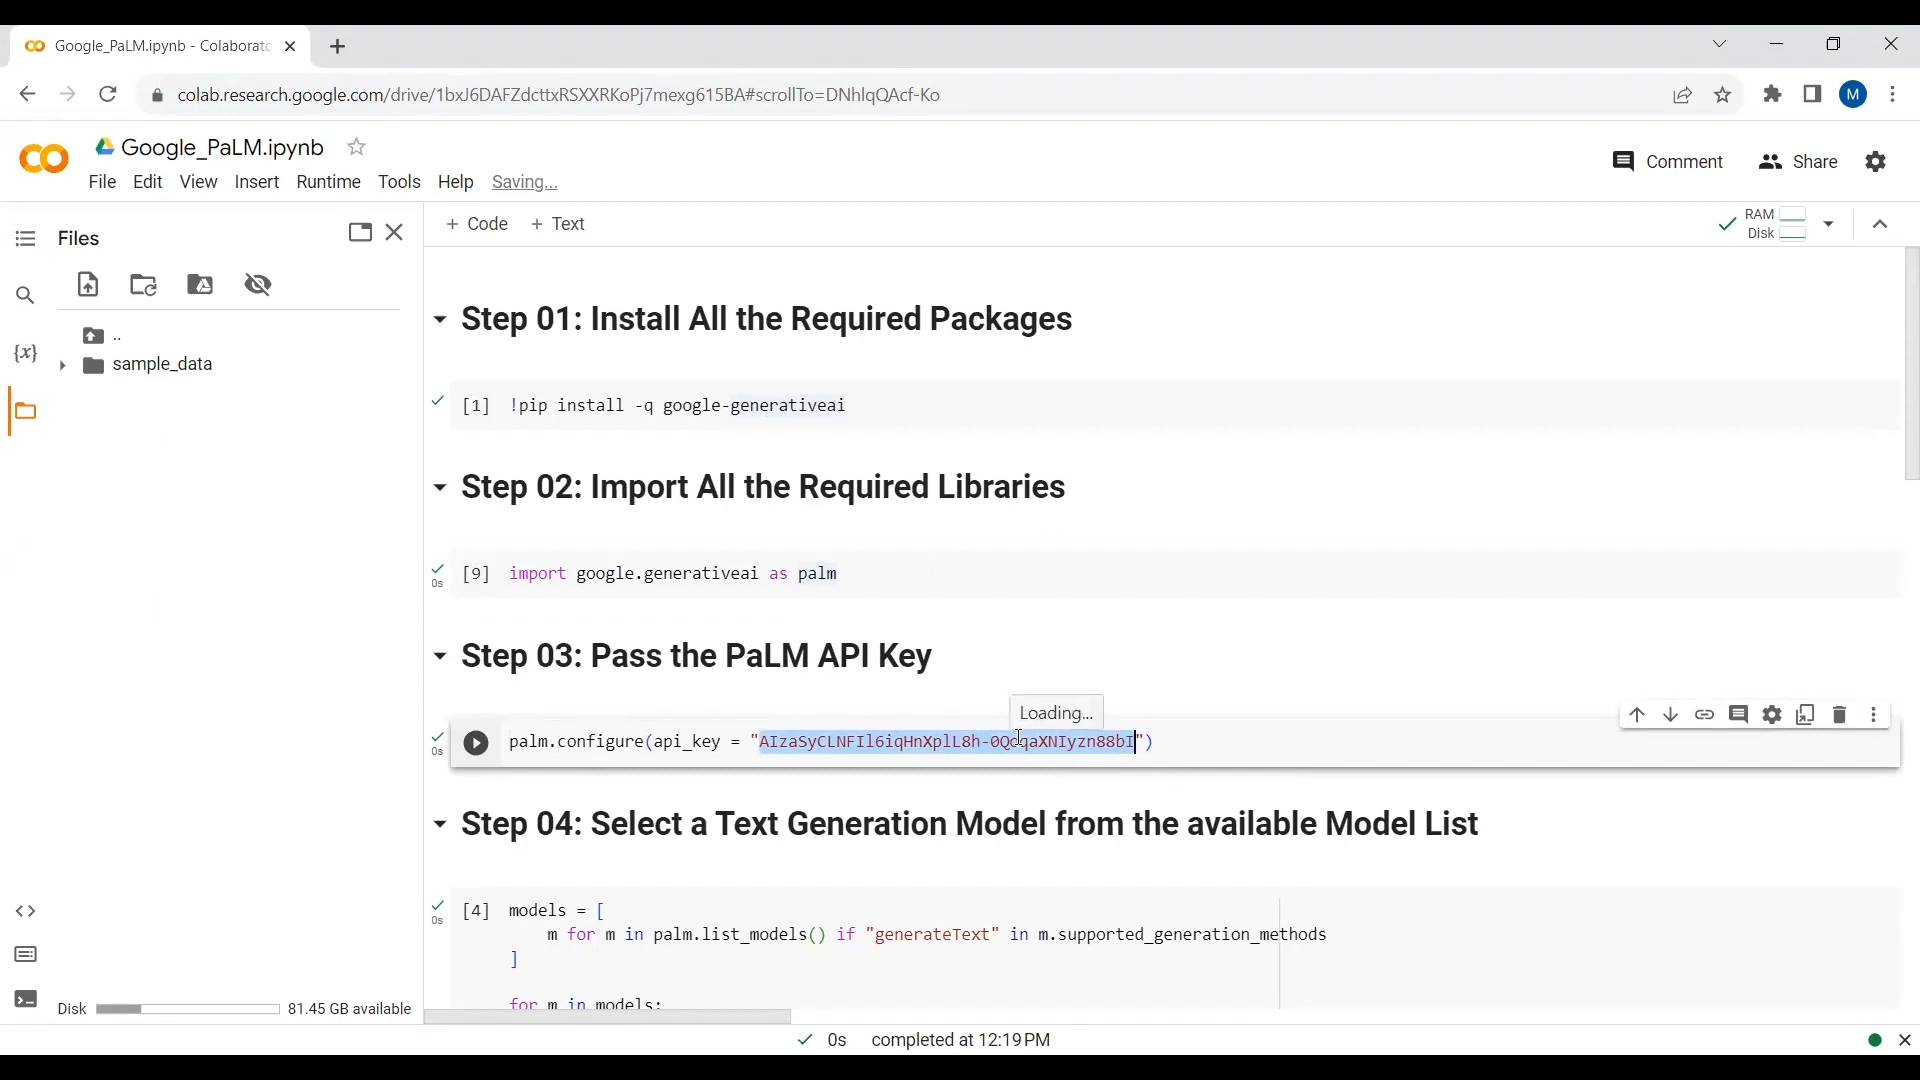 Google_PaLM.ipynb - Colaborato
colab.research.google.com/drive/1bxJ6DAFZdcttxRSXXRKoPj7mexg615BA#scrollTo=DNhlqQAcf-Ko
M
Google_PaLM.ipynb
Comment
Share
File Edit View Insert Runtime Tools Help Saving...
Files
+ Code + Text
RAM
Disk
..
sample_data
{x}
Step 01: Install All the Required Packages
[1] !pip install -q google-generativeai
Step 02: Import All the Required Libraries
0s
[9] import google.generativeai as palm
Step 03: Pass the PaLM API Key
Loading...
0s
palm.configure(api_key = "")
Step 04: Select a Text Generation Model from the available Model List
0s
[4] models = [
m for m in palm.list_models() if "generateText" in m.supported_generation_methods
]
for m in models:
Disk 81.45 GB available
0s completed at 12:19 PM